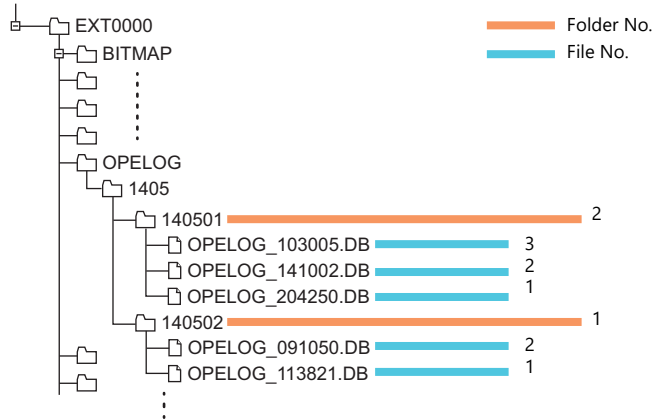 EXT0000
Folder No.
BITMAP
File No.
OPELOG
1405
140501 2
OPELOG_103005.DB 3
OPELOG_141002.DB 2
OPELOG_204250.DB 1
140502 1
OPELOG_091050.DB 2
OPELOG_113821.DB 1